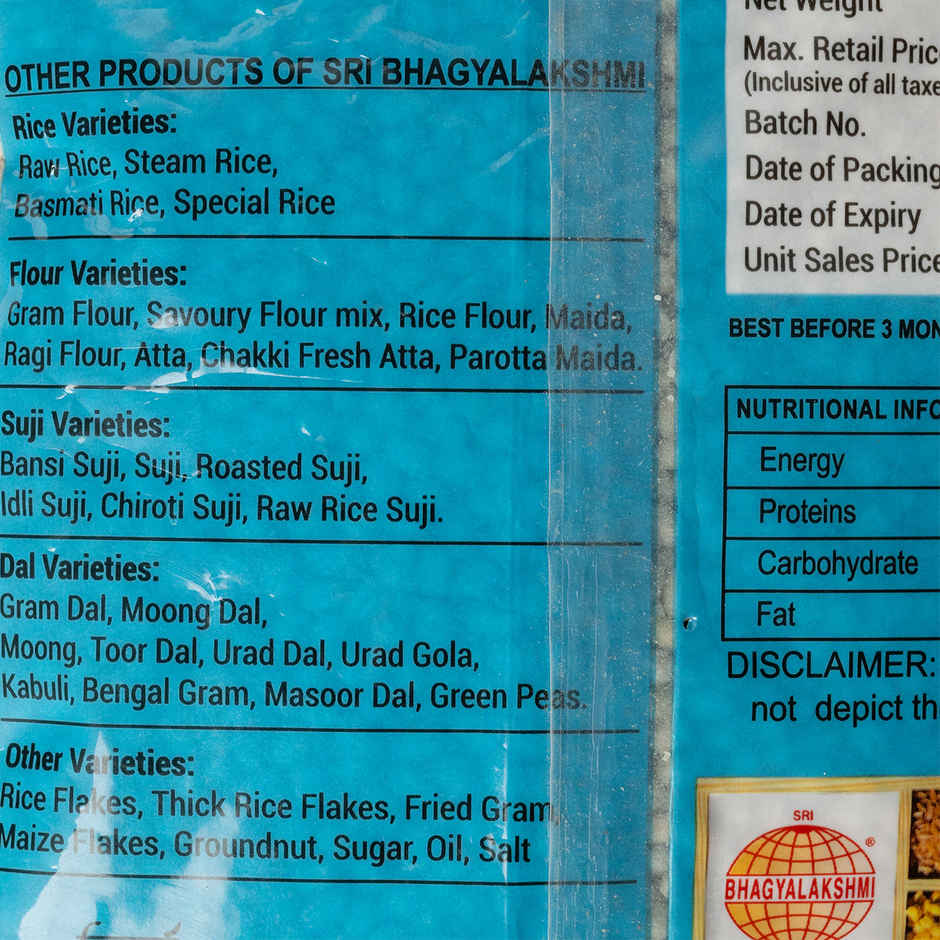 OTHER PRODUCTS OF SRI BHAGYALAKSHMI
Rice Varieties:
Raw Rice, Steam Rice,
Basmati Rice, Special Rice
Flour Varieties:
Gram Flour, Savoury Flour mix, Rice Flour, Maida,
Ragi Flour, Atta, Chakki Fresh Atta, Parotta Maida.
Suji Varieties:
Bansi Suji, Suji, Roasted Suji,
Idli Suji, Chiroti Suji, Raw Rice Suji.
Dal Varieties:
Gram Dal, Moong Dal,
Moong, Toor Dal, Urad Dal, Urad Gola,
Kabuli, Bengal Gram, Masoor Dal, Green Peas.
Other Varieties:
Rice Flakes, Thick Rice Flakes, Fried Gram,
Maize Flakes, Groundnut, Sugar, Oil, Salt
Net Weight
Max. Retail Pric
(Inclusive of all taxe
Batch No.
Date of Packing
Date of Expiry
Unit Sales Price
BEST BEFORE 3 MON
NUTRITIONAL INFO
Energy
Proteins
Carbohydrate
Fat
DISCLAIMER:
not depict th
SRI
BHAGYALAKSHMI
®